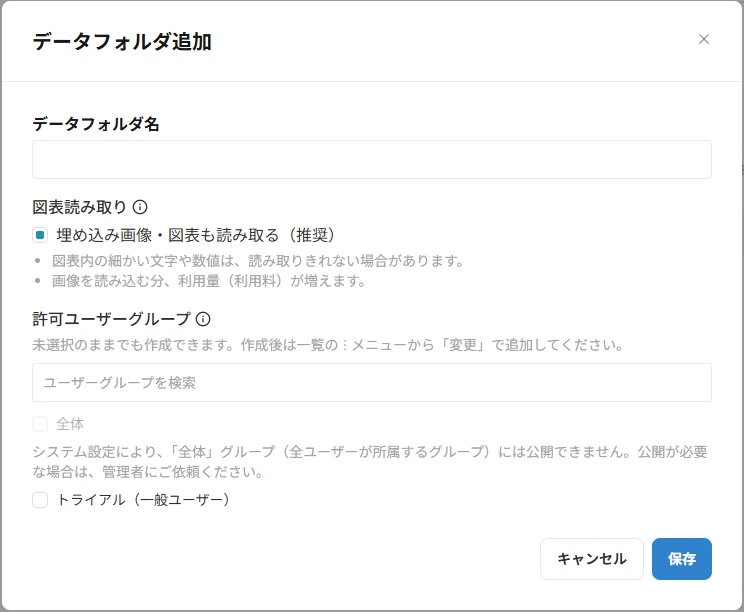 データフォルダ追加
データフォルダ名
図表読み取り
埋め込み画像・図表も読み取る（推奨）
図表内の細かい文字や数値は、読み取りきれない場合があります。
画像を読み込む分、利用量（利用料）が増えます。
許可ユーザーグループ
未選択のままでも作成できます。作成後は一覧の⋮メニューから「変更」で追加してください。
ユーザーグループを検索
全体
システム設定により、「全体」グループ（全ユーザーが所属するグループ）には公開できません。公開が必要
な場合は、管理者にご依頼ください。
トライアル（一般ユーザー）
キャンセル
保存